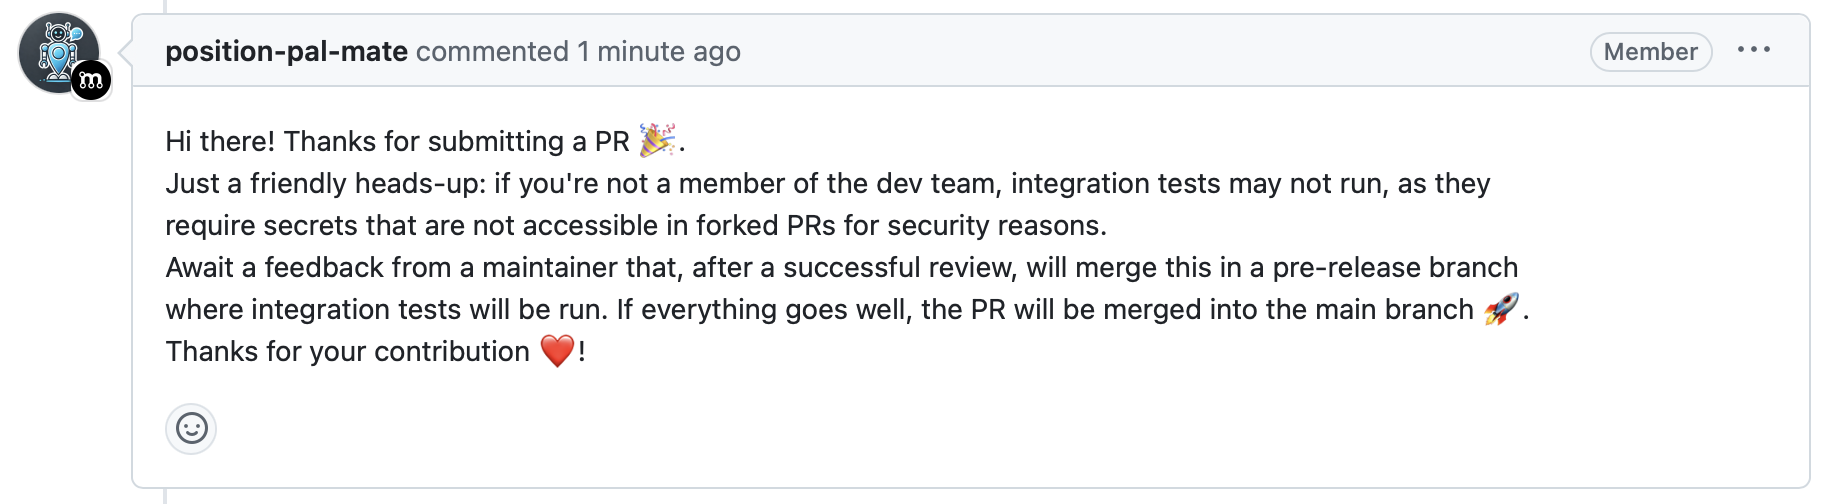 position-pal-mate commented 1 minute ago
Member
m
Hi there! Thanks for submitting a PR 🎉.
Just a friendly heads-up: if you're not a member of the dev team, integration tests may not run, as they
require secrets that are not accessible in forked PRs for security reasons.
Await a feedback from a maintainer that, after a successful review, will merge this in a pre-release branch
where integration tests will be run. If everything goes well, the PR will be merged into the main branch 🚀.
Thanks for your contribution ❤️!